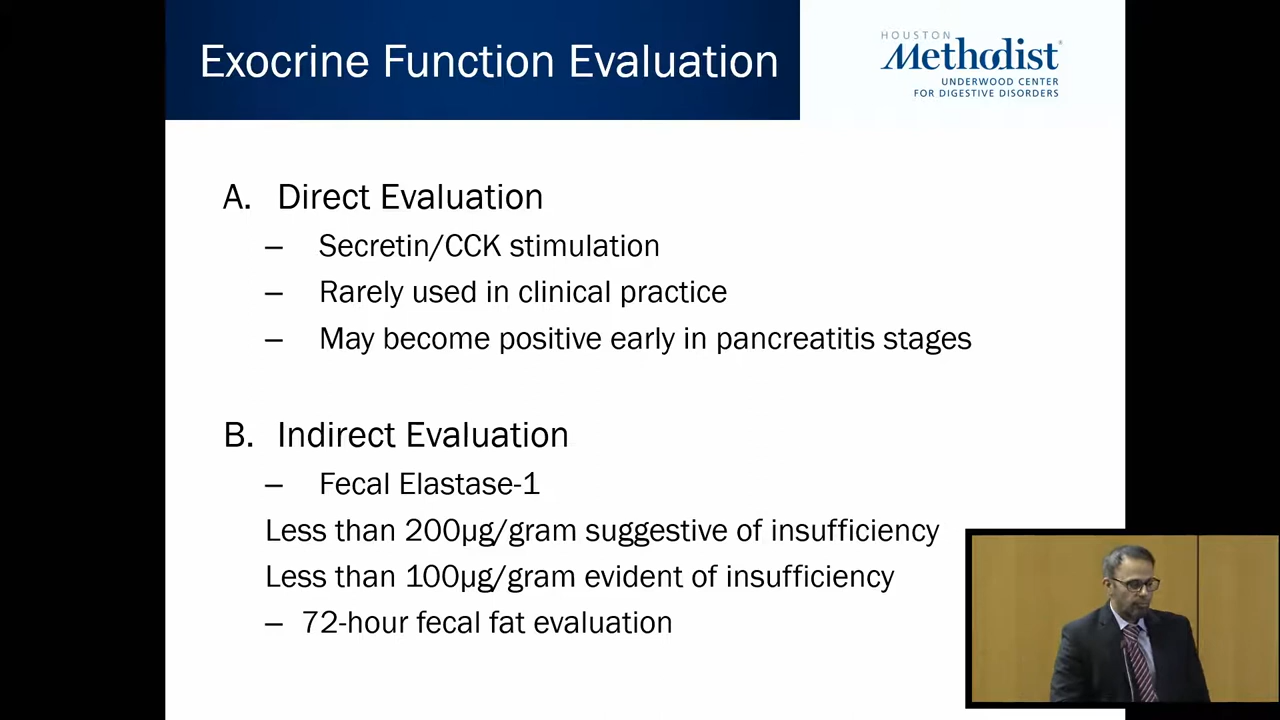 Exocrine Function Evaluation
HOUSTON
Methodist®
UNDERWOOD CENTER
FOR DIGESTIVE DISORDERS
A. Direct Evaluation
– Secretin/CCK stimulation
– Rarely used in clinical practice
– May become positive early in pancreatitis stages
B. Indirect Evaluation
– Fecal Elastase-1
Less than 200µg/gram suggestive of insufficiency
Less than 100µg/gram evident of insufficiency
– 72-hour fecal fat evaluation